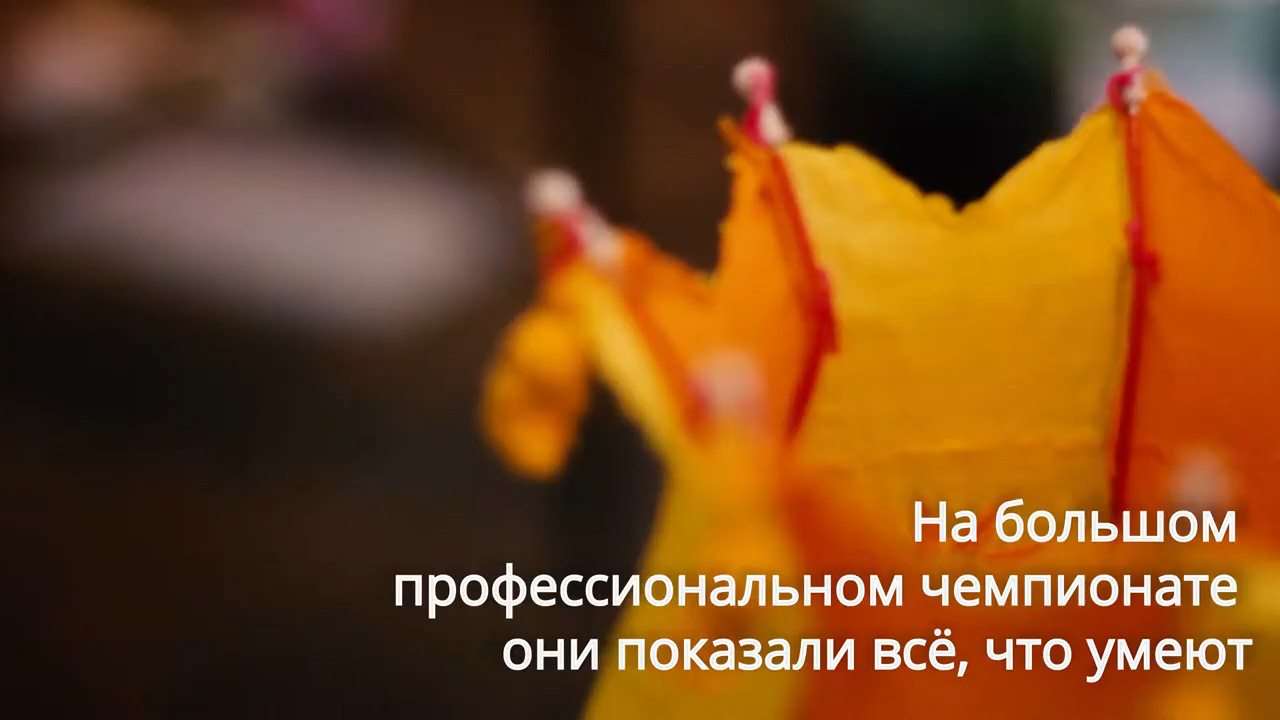 На большом
профессиональном чемпионате
они показали всё, что умеют